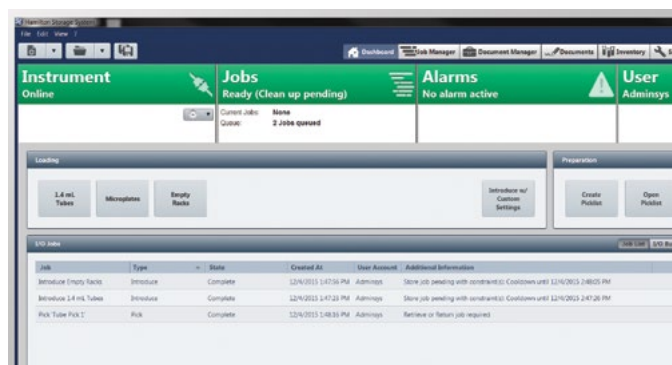 Hamilton Storage System
File Edit View ?
Dashboard Job Manager Document Manager Documents Inventory
Instrument
Online
Jobs
Ready (Clean up pending)
Alarms
No alarm active
User
Adminsys
Current Jobs: None
Queue: 2 Jobs queued
Loading
Preparation
1.4 mL Tubes
Microplates
Empty Racks
Introduce w/ Custom Settings
Create Picklist
Open Picklist
I/O Jobs
Job List I/O
Job Type State Created At User Account Additional Information
Introduce Empty Racks Introduce Complete 12/4/2015 1:47:56 PM Adminsys Store job pending with constraint(s): Cooldown until 12/4/2015 2:48:05 PM
Introduce 1.4 mL Tubes Introduce Complete 12/4/2015 1:47:23 PM Adminsys Store job pending with constraint(s): Cooldown until 12/4/2015 2:47:26 PM
Pick 'Tube Pick 1' Pick Complete 12/4/2015 1:48:16 PM Adminsys Retrieve or Return job required